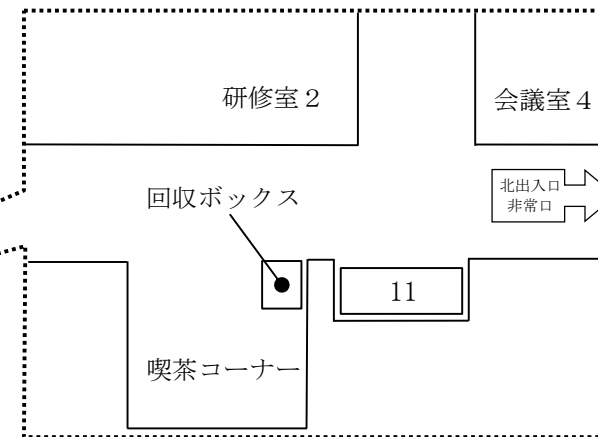 研修室２
会議室４
北出入口
非常口
回収ボックス
11
喫茶コーナー